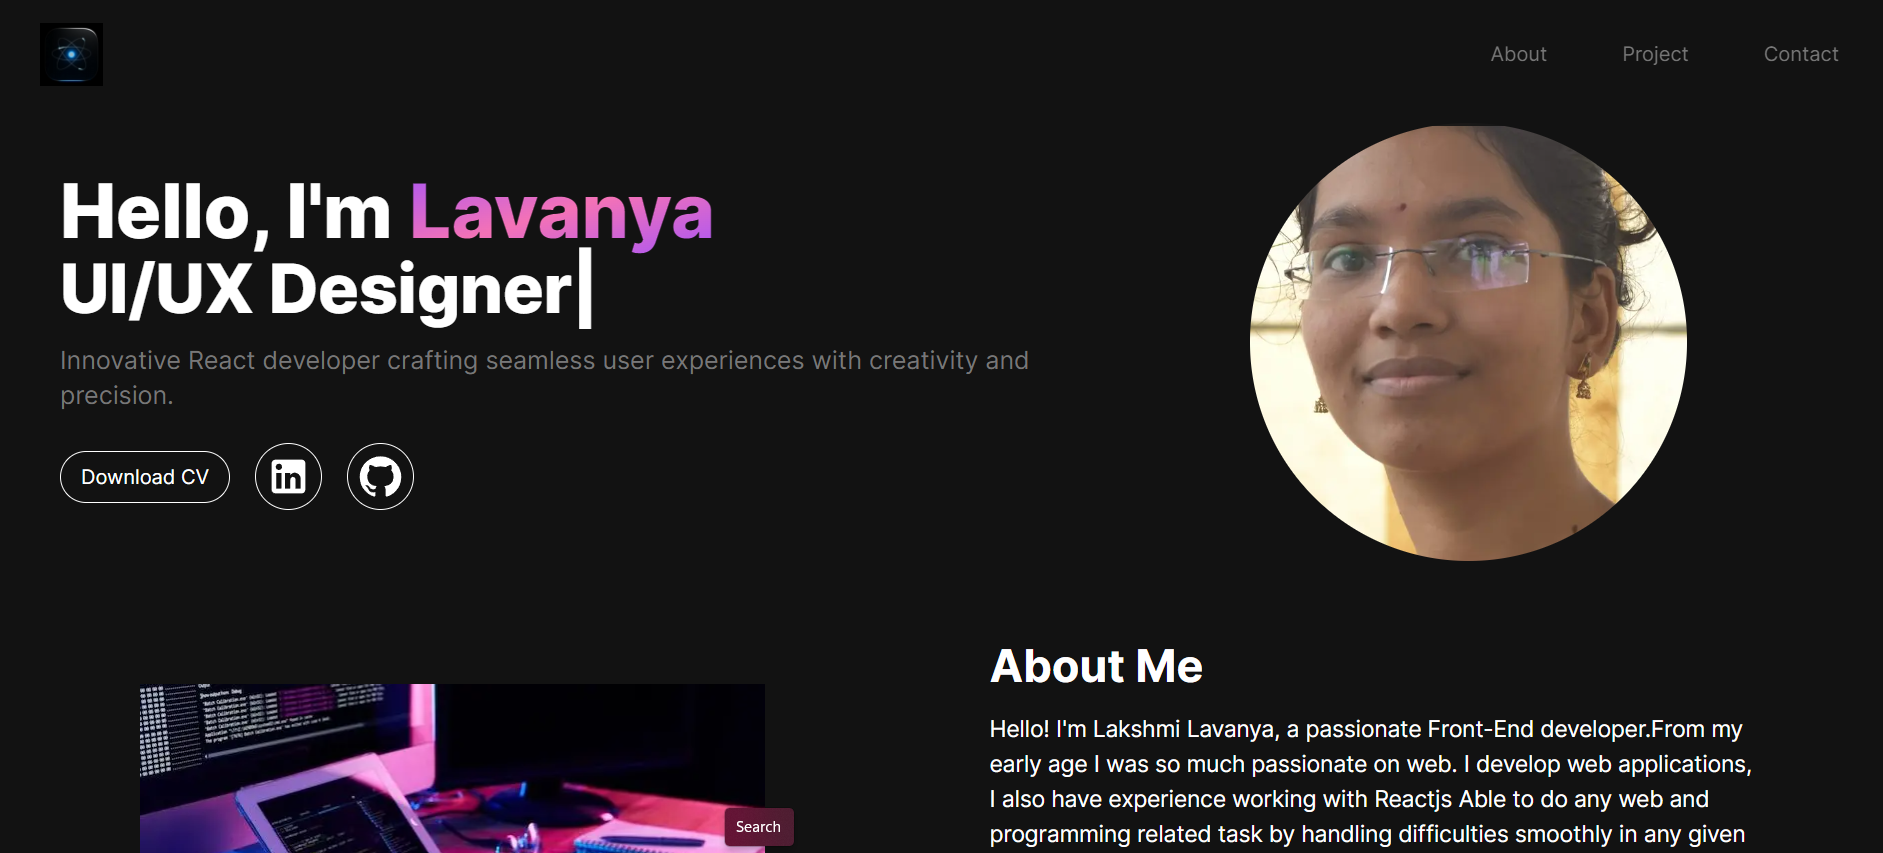 About Project Contact
Hello, I'm Lavanya
UI/UX Designer|
Innovative React developer crafting seamless user experiences with creativity and
precision.
Download CV
in
About Me
Hello! I'm Lakshmi Lavanya, a passionate Front-End developer.From my
early age I was so much passionate on web. I develop web applications,
I also have experience working with Reactjs Able to do any web and
programming related task by handling difficulties smoothly in any given
Search